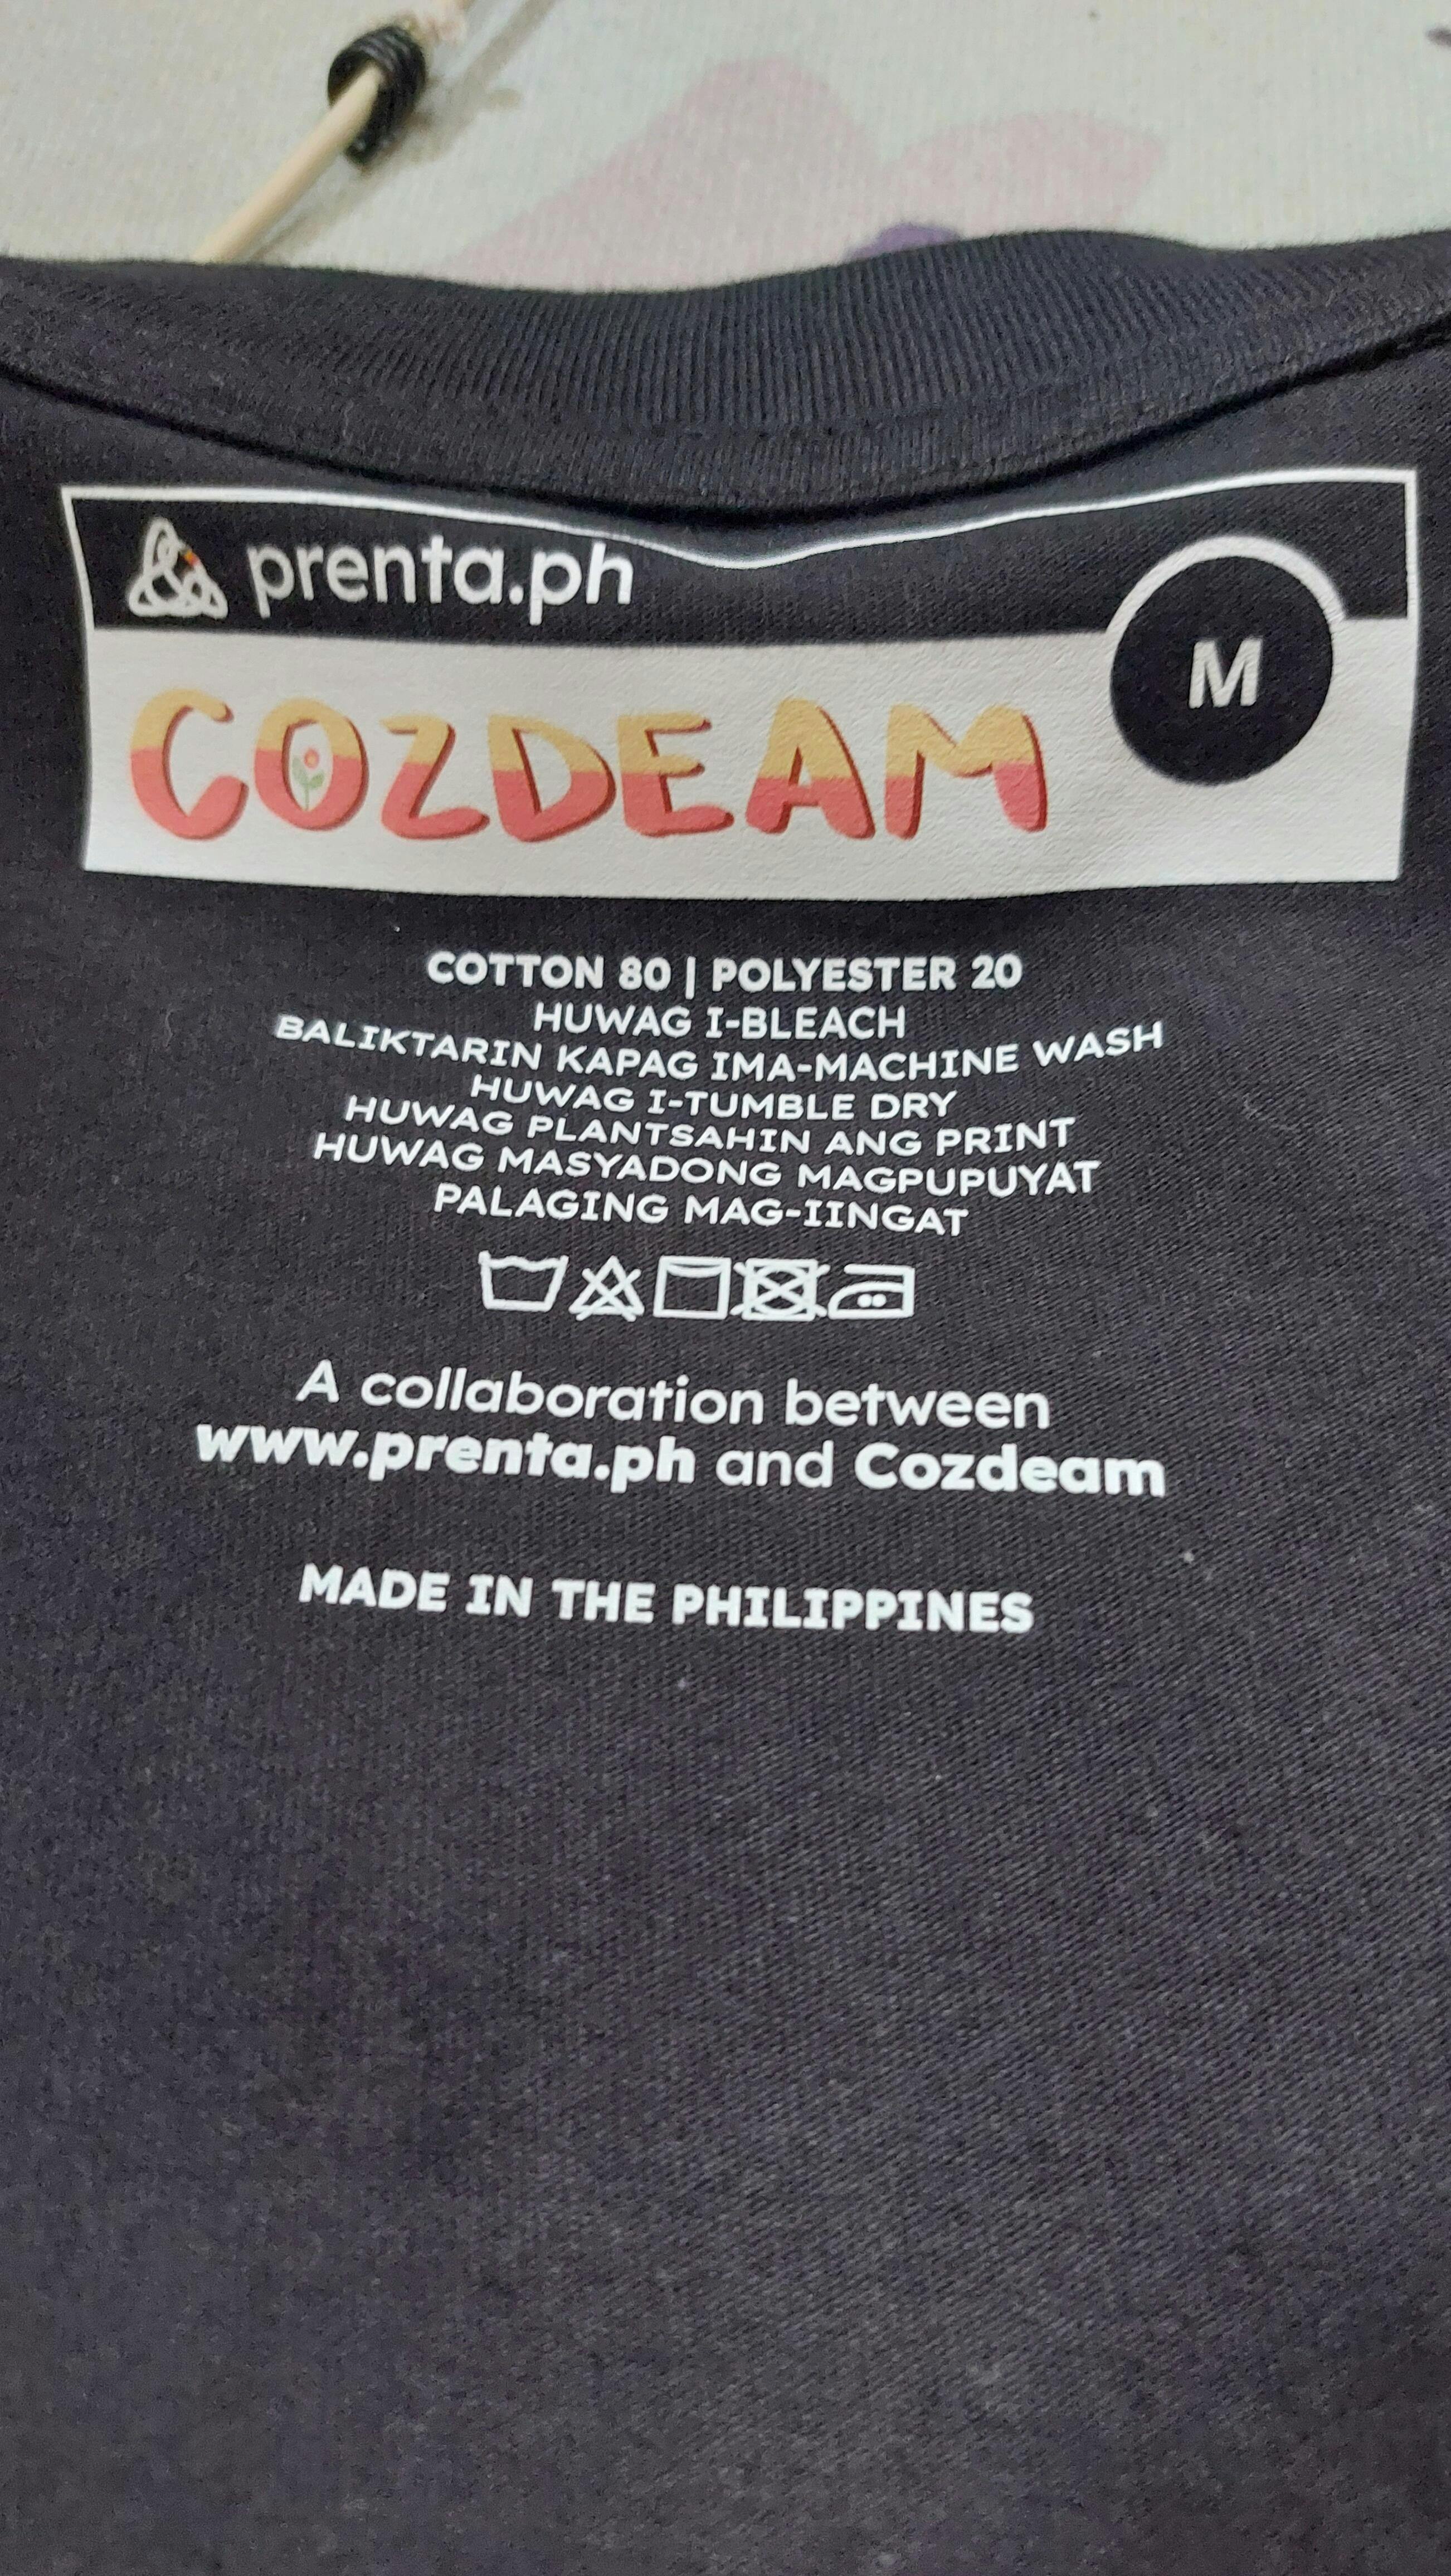 prenta.ph
M
COZDEAM
COTTON 80 | POLYESTER 20
HUWAG I-BLEACH
BALIKTARIN KAPAG IMA-MACHINE WASH
HUWAG I-TUMBLE DRY
HUWAG PLANTSAHIN ANG PRINT
HUWAG MASYADONG MAGPUPUYAT
PALAGING MAG-IINGAT
A collaboration between
www.prenta.ph and Cozdeam
MADE IN THE PHILIPPINES